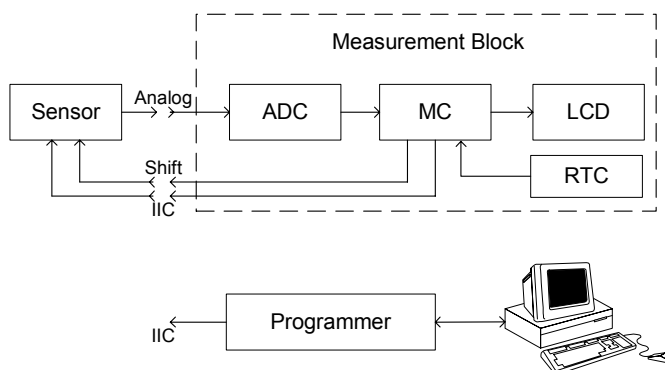 Measurement Block
Analog
Sensor
ADC
MC
LCD
Shift
RTC
IIC
Programmer
IIC